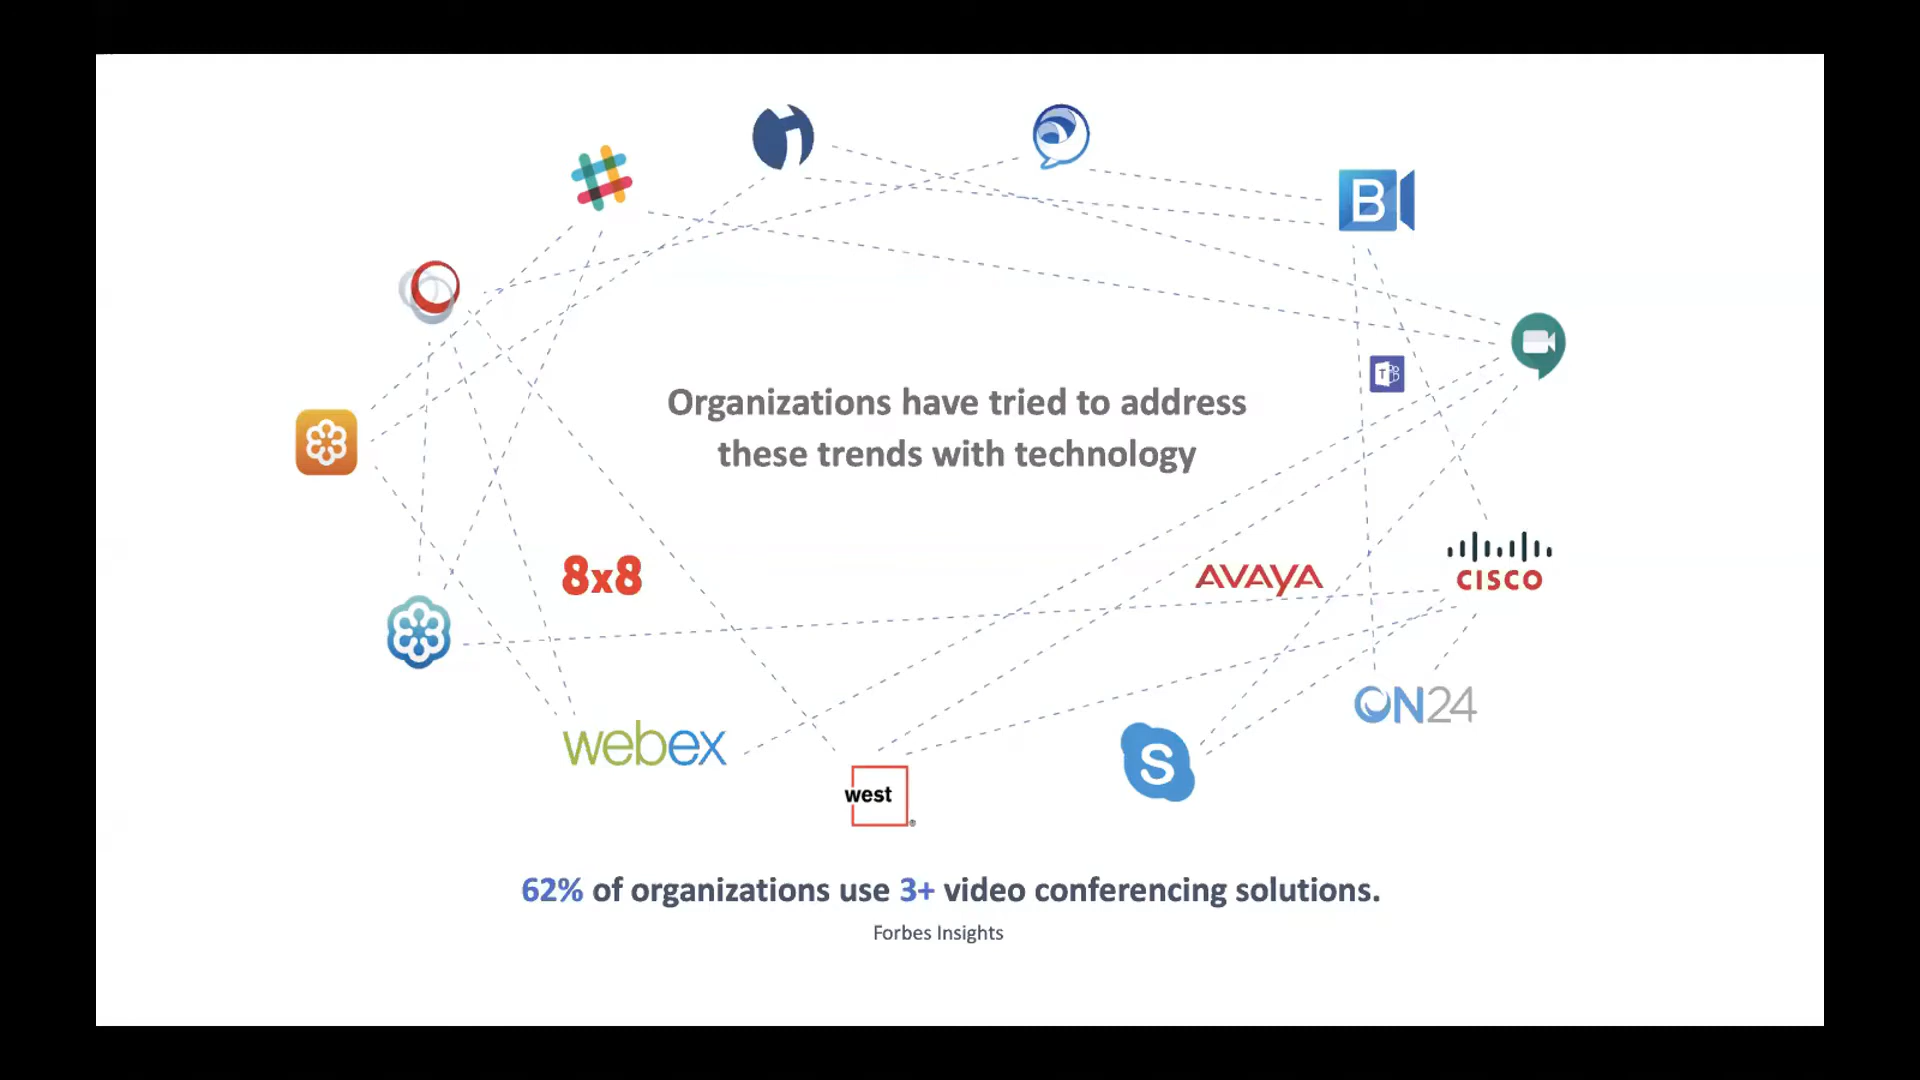 B
Organizations have tried to address
these trends with technology
T
8x8
AVAYA
CISCO
ON24
webex
S
west
®
62% of organizations use 3+ video conferencing solutions.
Forbes Insights